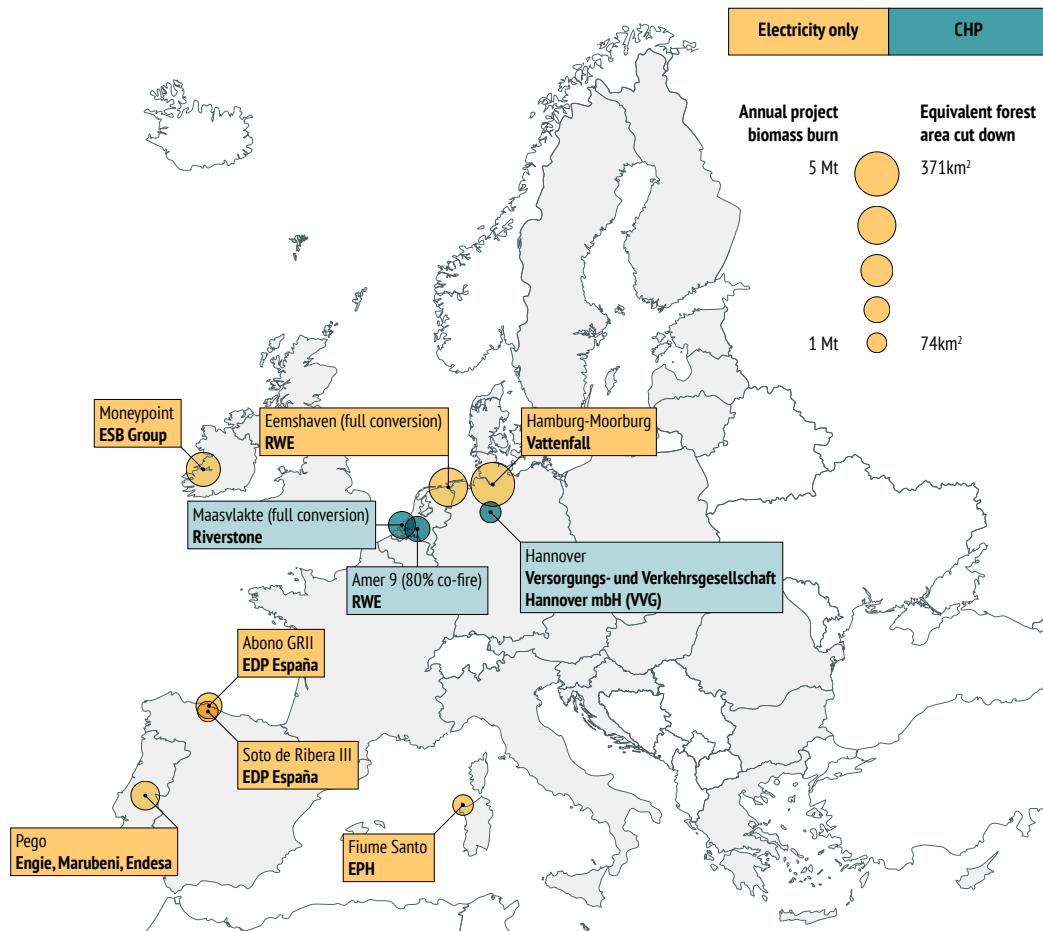 Electricity only
CHP
Annual project
biomass burn
Equivalent forest
area cut down
5 Mt
371km²
1 Mt
74km²
Moneypoint
ESB Group
Eemshaven (full conversion)
RWE
Hamburg-Moorburg
Vattenfall
Maasvlakte (full conversion)
Riverstone
Amer 9 (80% co-fire)
RWE
Hannover
Versorgungs- und Verkehrsgesellschaft
Hannover mbH (VVG)
Abono GRII
EDP España
Soto de Ribera III
EDP España
Pego
Engie, Marubeni, Endesa
Fiume Santo
EPH